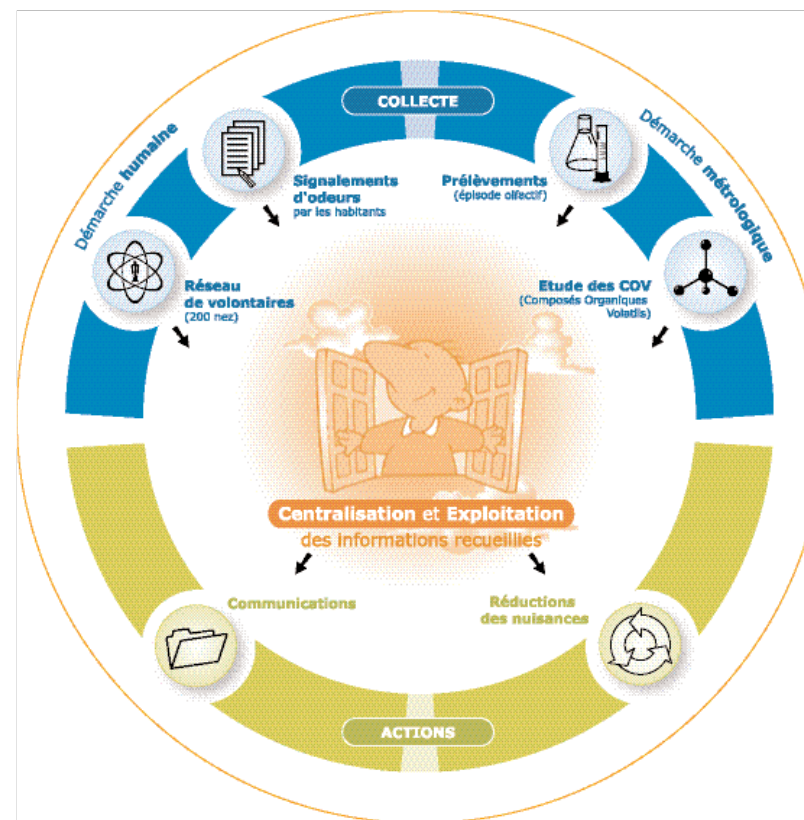 COLLECTE
Démarche humaine
Démarche métrologique
Signalements
d'odeurs
par les habitants
Prélèvements
(épisode olfactif)
Réseau
de volontaires
(200 nez)
Etude des COV
(Composés Organiques
Volatils)
Centralisation et Exploitation
des informations recueillies
Communications
Réductions
des nuisances
ACTIONS